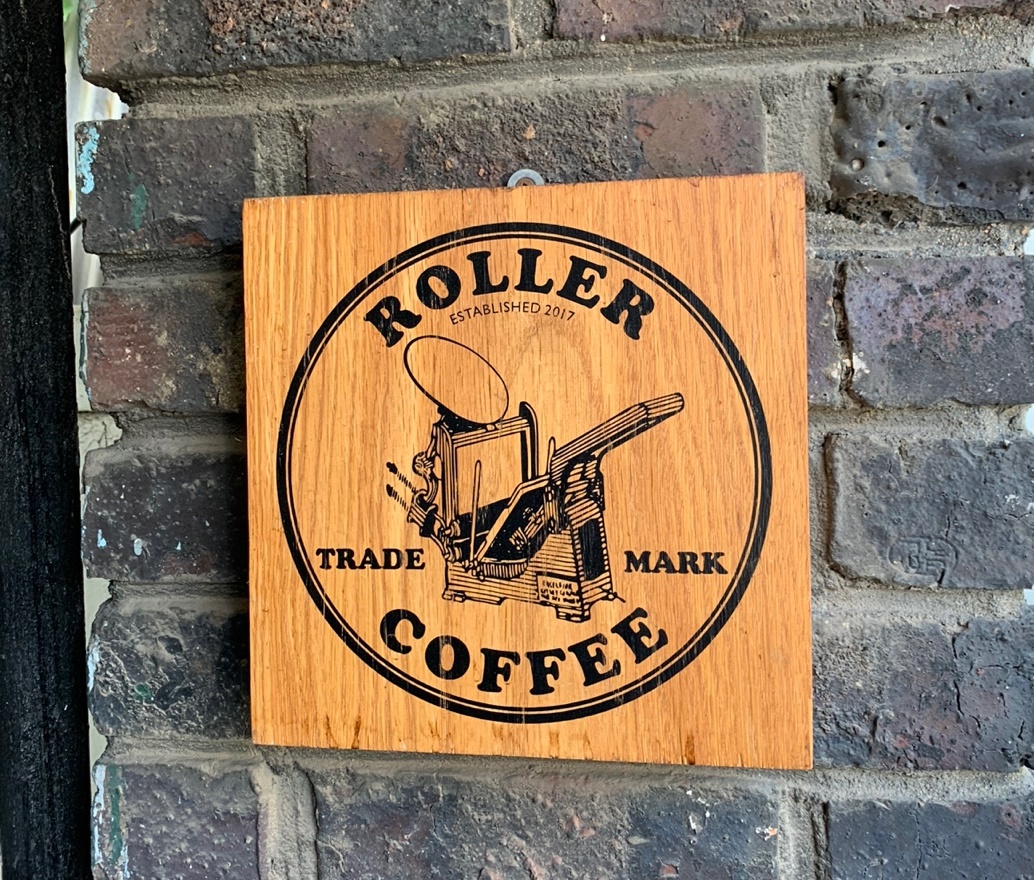 ROLLER
ESTABLISHED 2017
TRADE MARK
COFFEE